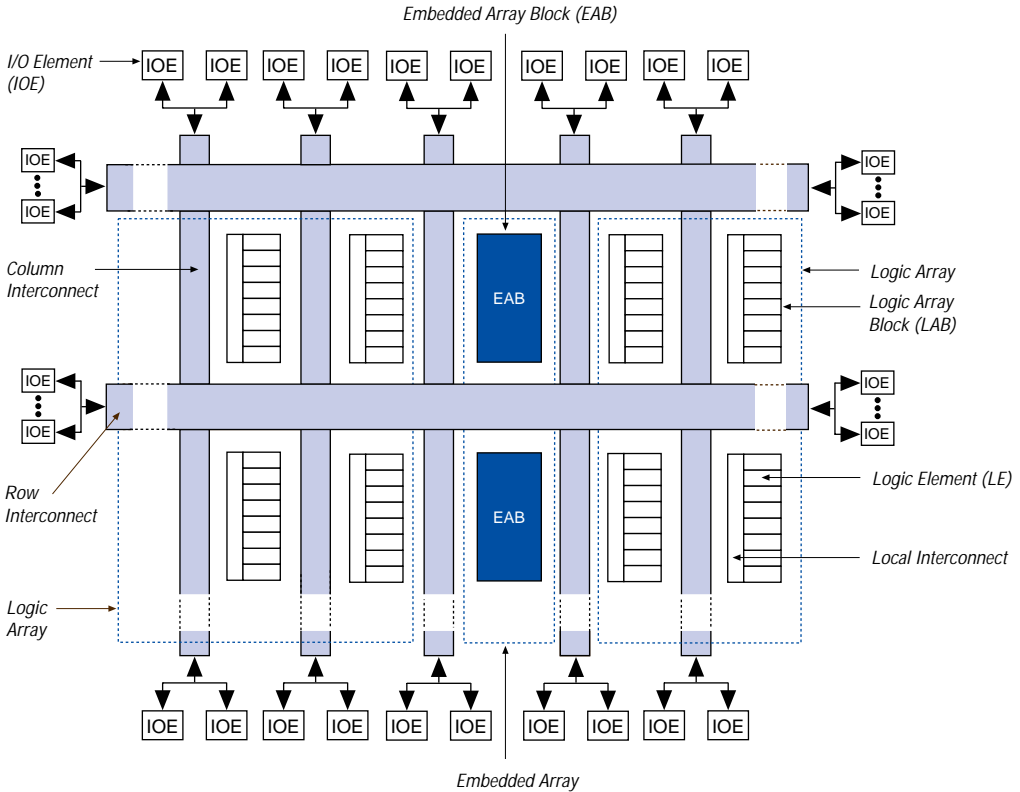 Embedded Array Block (EAB)
I/O Element
(IOE)
IOE IOE IOE IOE IOE IOE IOE IOE IOE IOE
IOE
IOE
IOE
IOE
Column
Interconnect
EAB
Logic Array
Logic Array
Block (LAB)
IOE
IOE
IOE
IOE
Row
Interconnect
EAB
Logic Element (LE)
Local Interconnect
Logic
Array
IOE IOE IOE IOE IOE IOE IOE IOE IOE IOE
Embedded Array